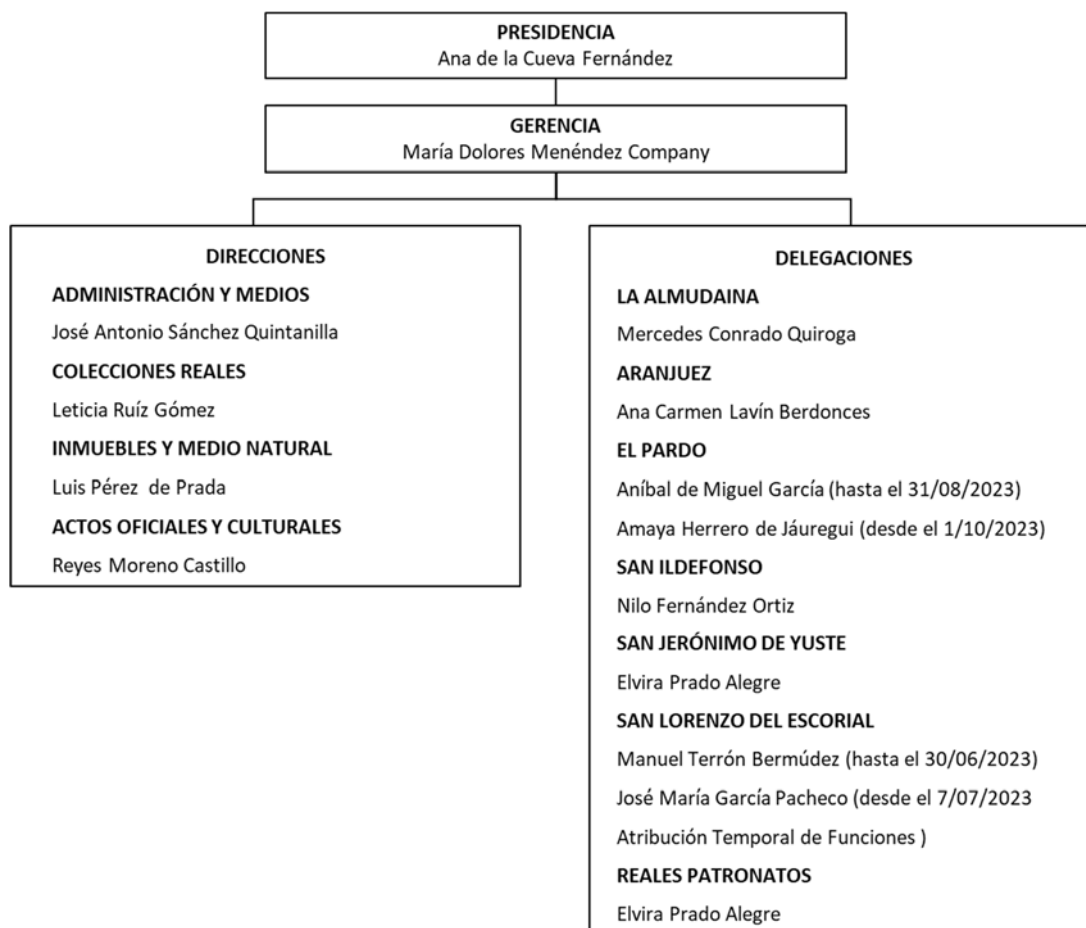 PRESIDENCIA
Ana de la Cueva Fernández
GERENCIA
María Dolores Menéndez Company
DIRECCIONES
ADMINISTRACIÓN Y MEDIOS
José Antonio Sánchez Quintanilla
COLECCIONES REALES
Leticia Ruíz Gómez
INMUEBLES Y MEDIO NATURAL
Luis Pérez de Prada
ACTOS OFICIALES Y CULTURALES
Reyes Moreno Castillo
DELEGACIONES
LA ALMUDAINA
Mercedes Conrado Quiroga
ARANJUEZ
Ana Carmen Lavín Berdonces
EL PARDO
Aníbal de Miguel García (hasta el 31/08/2023)
Amaya Herrero de Jáuregui (desde el 1/10/2023)
SAN ILDEFONSO
Nilo Fernández Ortiz
SAN JERÓNIMO DE YUSTE
Elvira Prado Alegre
SAN LORENZO DEL ESCORIAL
Manuel Terrón Bermúdez (hasta el 30/06/2023)
José María García Pacheco (desde el 7/07/2023
Atribución Temporal de Funciones )
REALES PATRONATOS
Elvira Prado Alegre